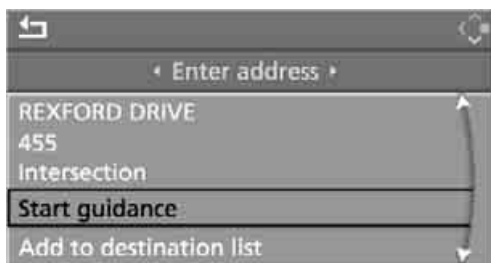 Enter address
REXFORD DRIVE
455
Intersection
Start guidance
Add to destination list